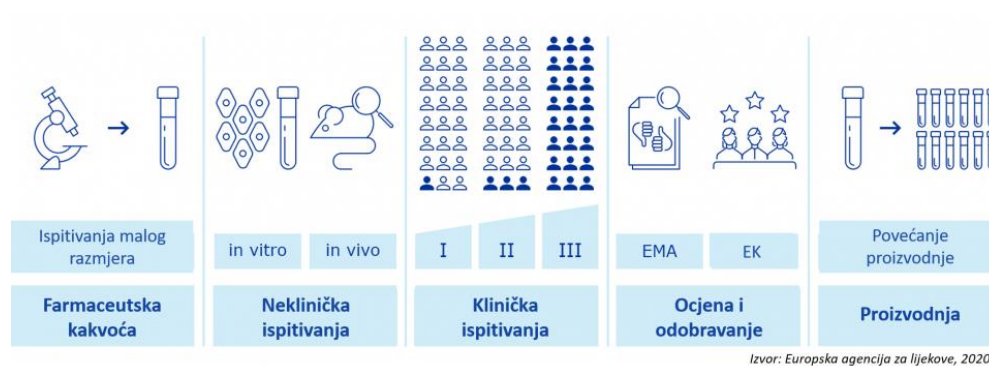 Ispitivanja malog
razmjera
in vitro
in vivo
I
II
III
EMA
EK
Povećanje
proizvodnje
Farmaceutska
kakvoća
Neklinička
ispitivanja
Klinička
ispitivanja
Ocjena i
odobravanje
Proizvodnja
Izvor: Europska agencija za lijekove, 2020